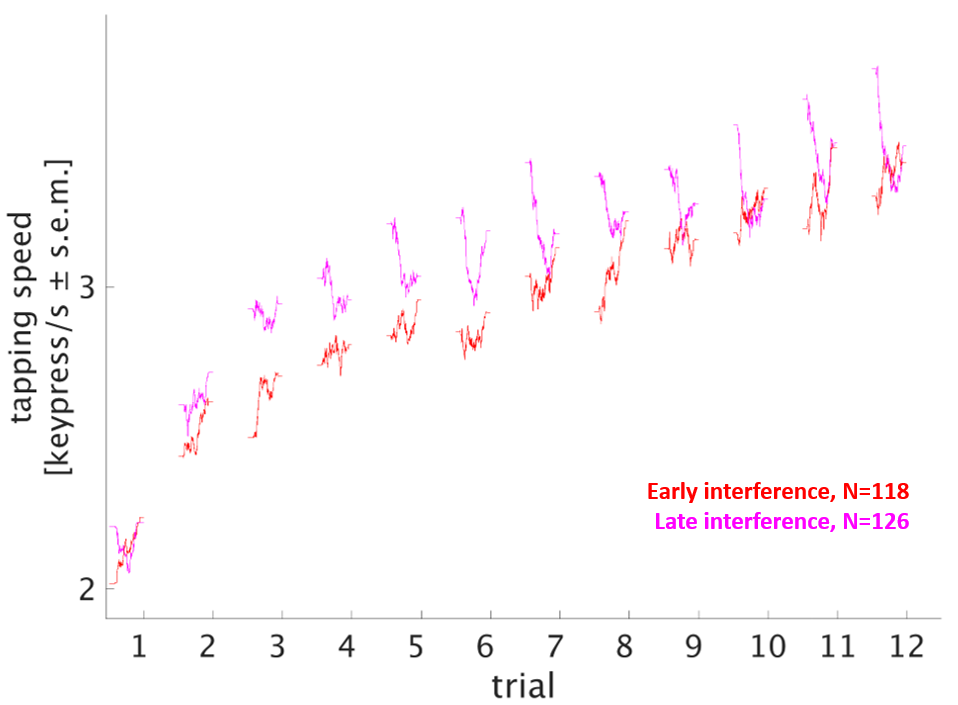 tapping speed
[keypress/s ± s.e.m.]
3
2
Early interference, N=118
Late interference, N=126
1 2 3 4 5 6 7 8 9 10 11 12
trial